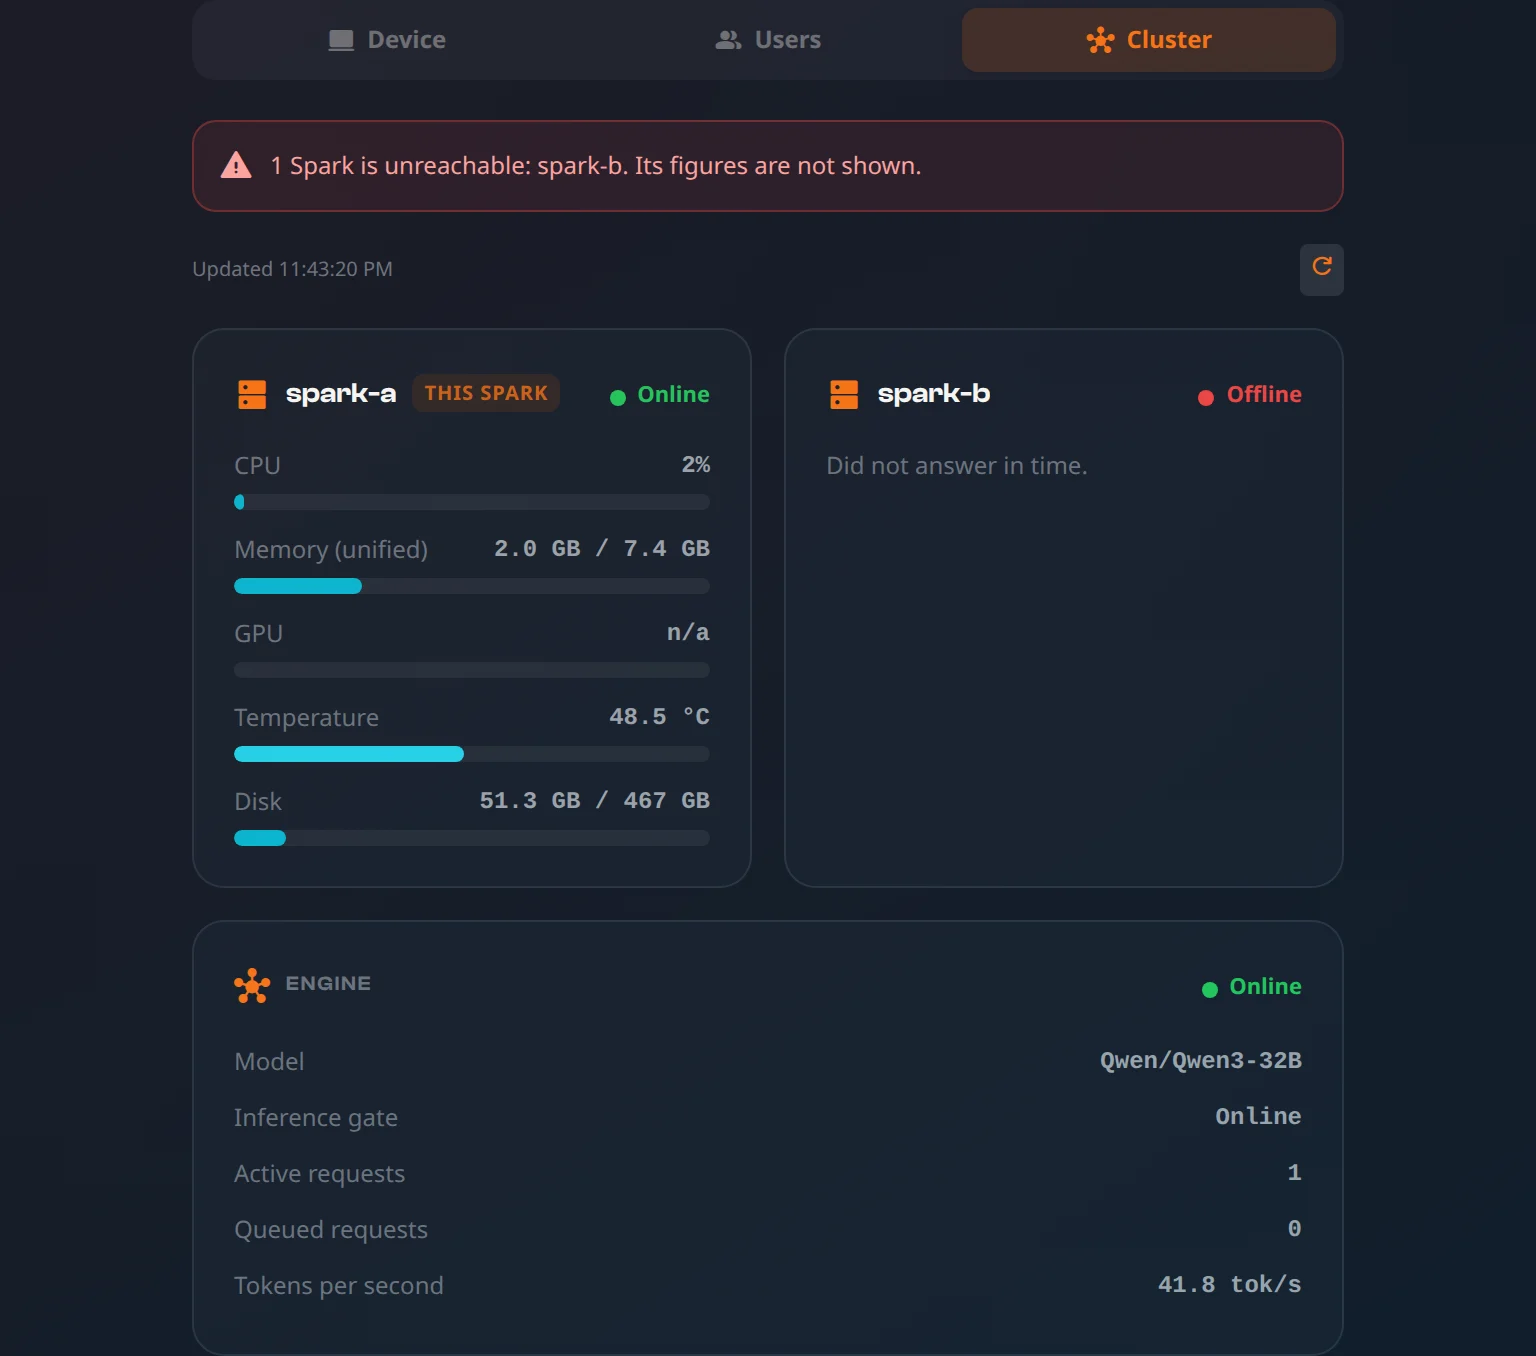 Device Users Cluster
1 Spark is unreachable: spark-b. Its figures are not shown.
Updated 11:43:20 PM
spark-a THIS SPARK Online
CPU 2%
Memory (unified) 2.0 GB / 7.4 GB
GPU n/a
Temperature 48.5 °C
Disk 51.3 GB / 467 GB
spark-b Offline
Did not answer in time.
ENGINE Online
Model Qwen/Qwen3-32B
Inference gate Online
Active requests 1
Queued requests 0
Tokens per second 41.8 tok/s